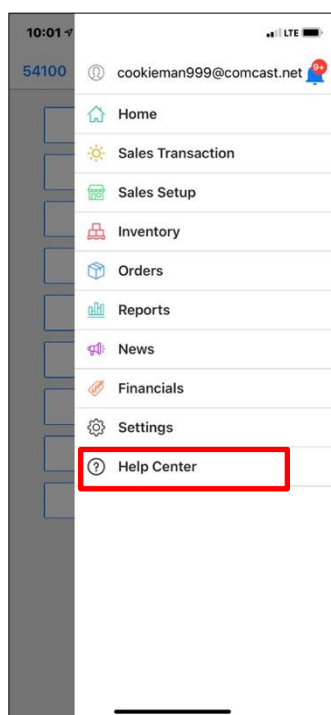 10:01 LTE
54100 cookieman999@comcast.net 9+
Home
Sales Transaction
Sales Setup
Inventory
Orders
Reports
News
Financials
Settings
Help Center